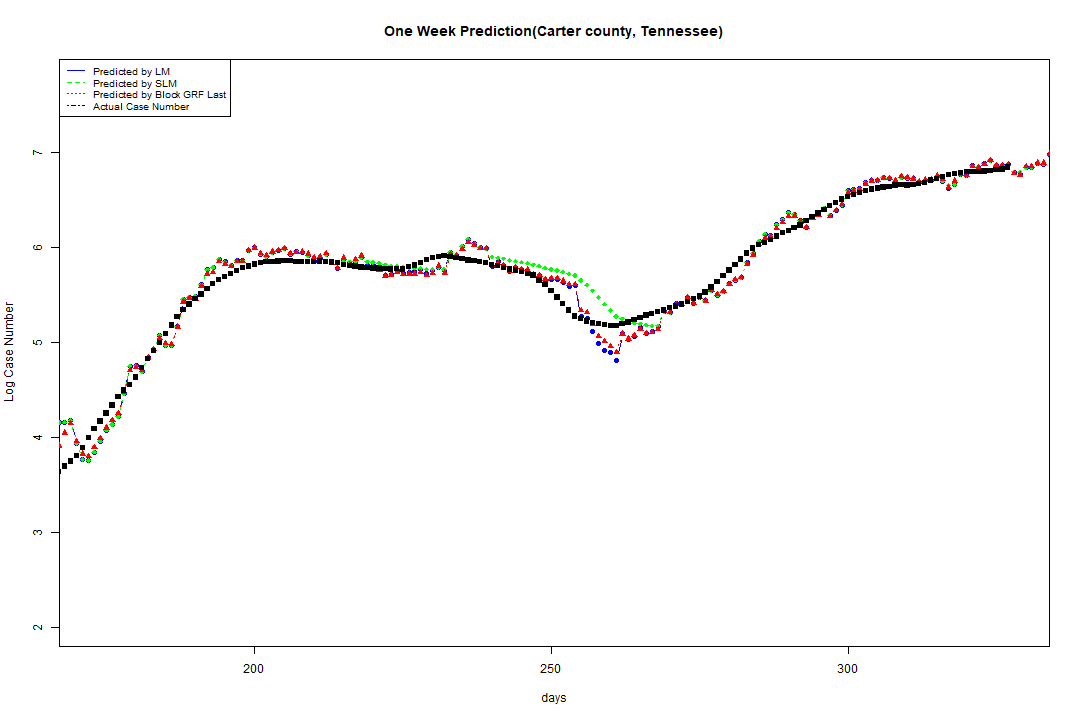 One Week Prediction(Carter county, Tennessee)
Predicted by LM
Predicted by SLM
Predicted by Block GRF Last
Actual Case Number
7
6
5
4
3
2
Log Case Number
200 250 300
days